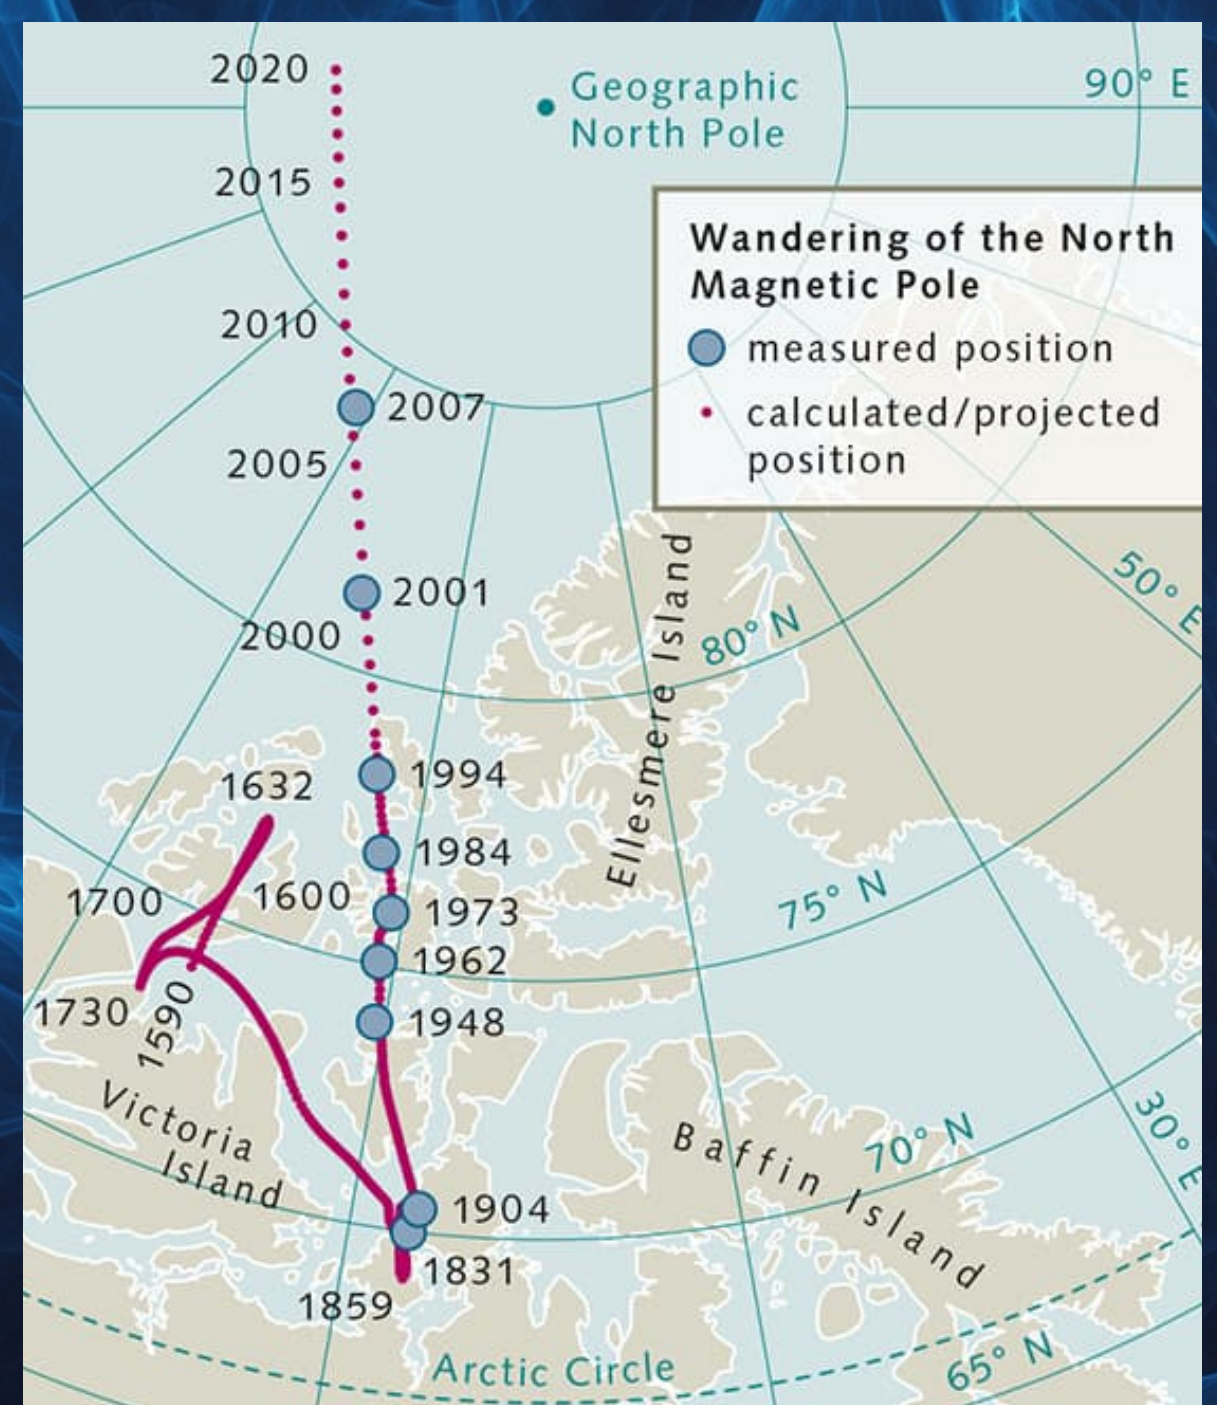 2020
Geographic
North Pole
90° E
2015
Wandering of the North
Magnetic Pole
measured position
calculated/projected
position
2010
2007
2005
2001
2000
50° E
80° N
Ellesmere Island
1994
1632
1984
1700
1600
1973
75° N
1962
1730
1590
1948
Victoria
Island
Baffin Island
70° N
30° E
1904
1831
1859
Arctic Circle
65° N